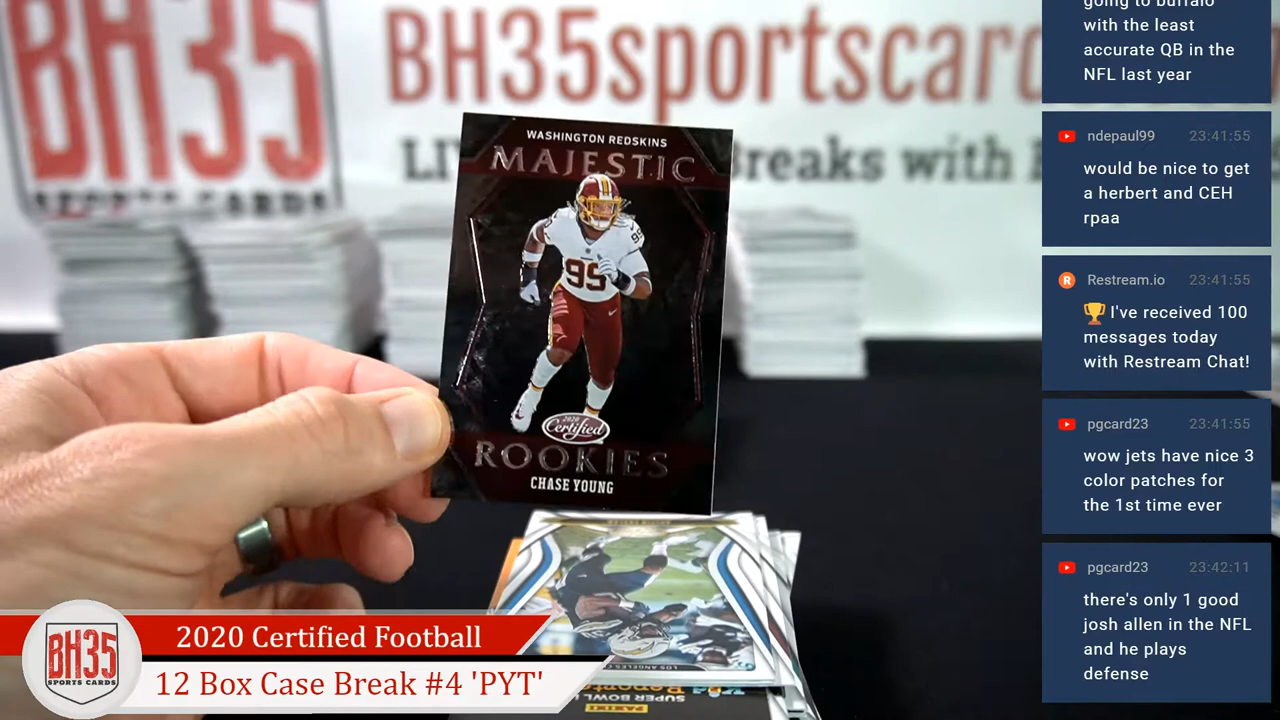 BH35
SPORTS CARDS
BH35sportscar
LI
Breaks with
WASHINGTON REDSKINS
MAJESTIC
95
95
2020
Certified
ROOKIES
CHASE YOUNG
LOS ANGELES
SUPER BOWL
PANINI
BH35
SPORTS CARDS
2020 Certified Football
12 Box Case Break #4 'PYT'
going to buffalo
with the least
accurate QB in the
NFL last year
ndepaul99 23:41:55
would be nice to get
a herbert and CEH
rpaa
R Restream.io 23:41:55
🏆 I've received 100
messages today
with Restream Chat!
pgcard23 23:41:55
wow jets have nice 3
color patches for
the 1st time ever
pgcard23 23:42:11
there's only 1 good
josh allen in the NFL
and he plays
defense